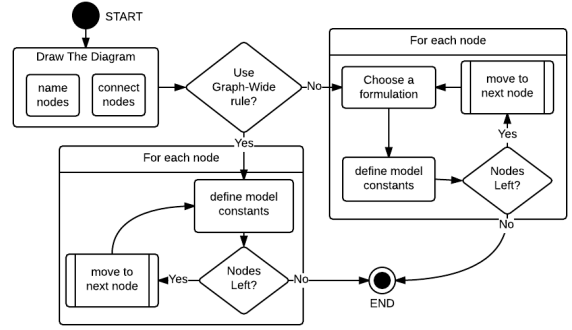 START
Draw The Diagram
name
nodes
connect
nodes
Use
Graph-Wide
rule?
No
Yes
For each node
Choose a
formulation
move to
next node
define model
constants
Yes
Nodes
Left?
No
For each node
define model
constants
move to
next node
Yes
Nodes
Left?
No
END